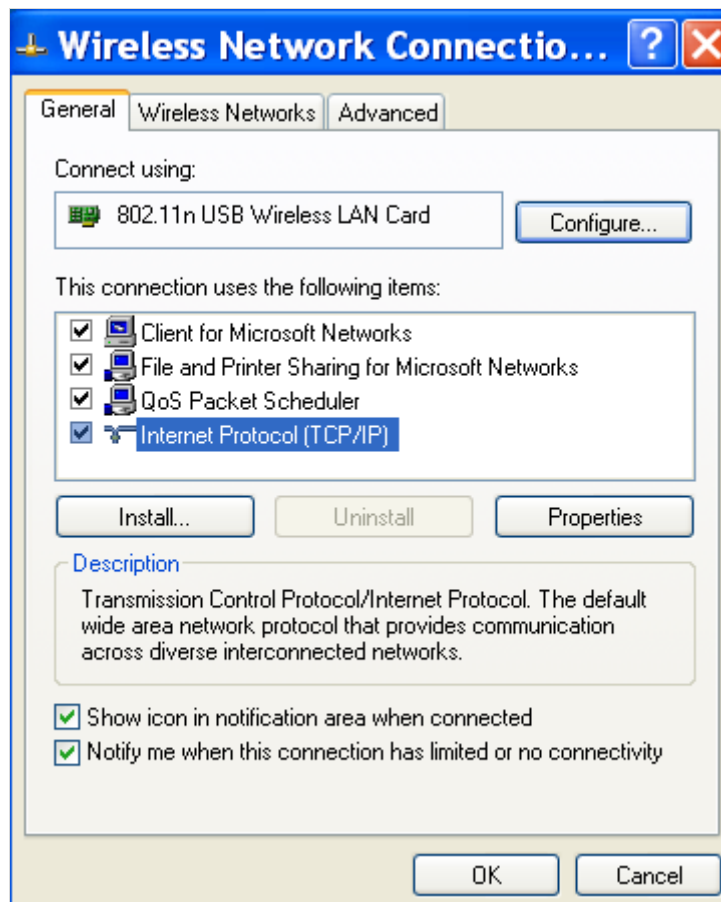 Wireless Network Connectio...
General
Wireless Networks
Advanced
Connect using:
802.11n USB Wireless LAN Card
Configure...
This connection uses the following items:
Client for Microsoft Networks
File and Printer Sharing for Microsoft Networks
QoS Packet Scheduler
Internet Protocol (TCP/IP)
Install...
Uninstall
Properties
Description
Transmission Control Protocol/Internet Protocol. The default
wide area network protocol that provides communication
across diverse interconnected networks.
Show icon in notification area when connected
Notify me when this connection has limited or no connectivity
OK
Cancel